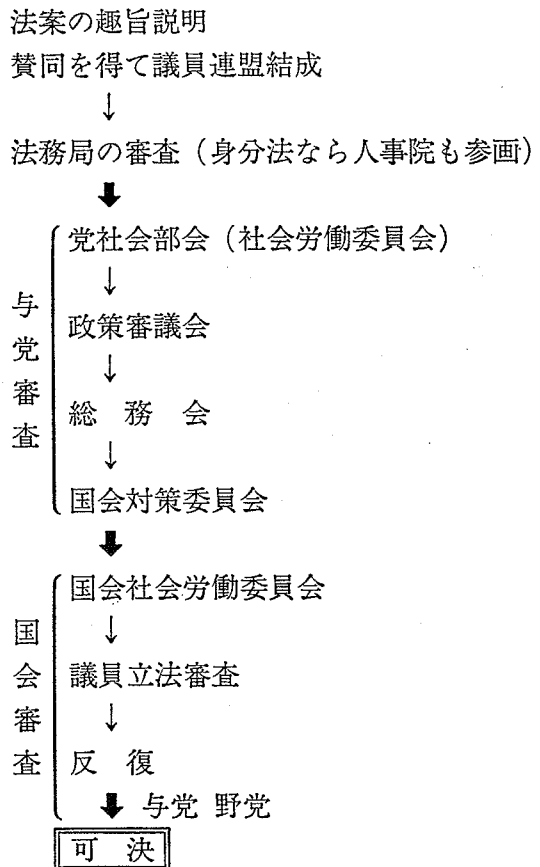 法案の趣旨説明
賛同を得て議員連盟結成
↓
法務局の審査（身分法なら人事院も参画）
↓
与党審査
党社会部会（社会労働委員会）
↓
政策審議会
↓
総務会
↓
国会対策委員会
↓
国会審査
国会社会労働委員会
↓
議員立法審査
↓
反復
↓ 与党 野党
可決